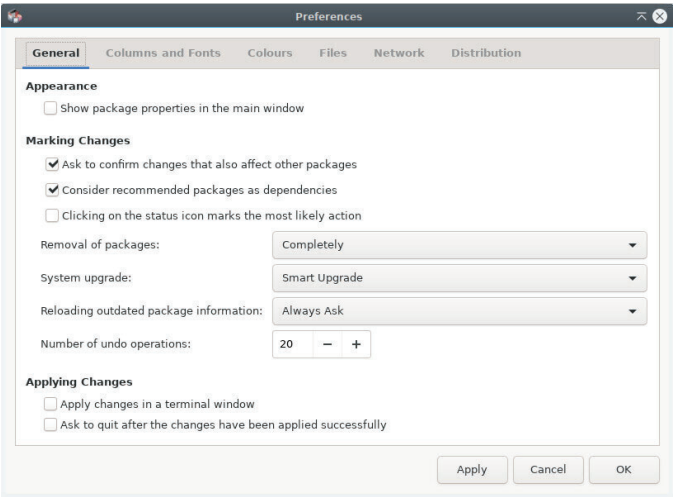 Preferences
General Columns and Fonts Colours Files Network Distribution
Appearance
Show package properties in the main window
Marking Changes
Ask to confirm changes that also affect other packages
Consider recommended packages as dependencies
Clicking on the status icon marks the most likely action
Removal of packages: Completely
System upgrade: Smart Upgrade
Reloading outdated package information: Always Ask
Number of undo operations: 20 − +
Applying Changes
Apply changes in a terminal window
Ask to quit after the changes have been applied successfully
Apply Cancel OK